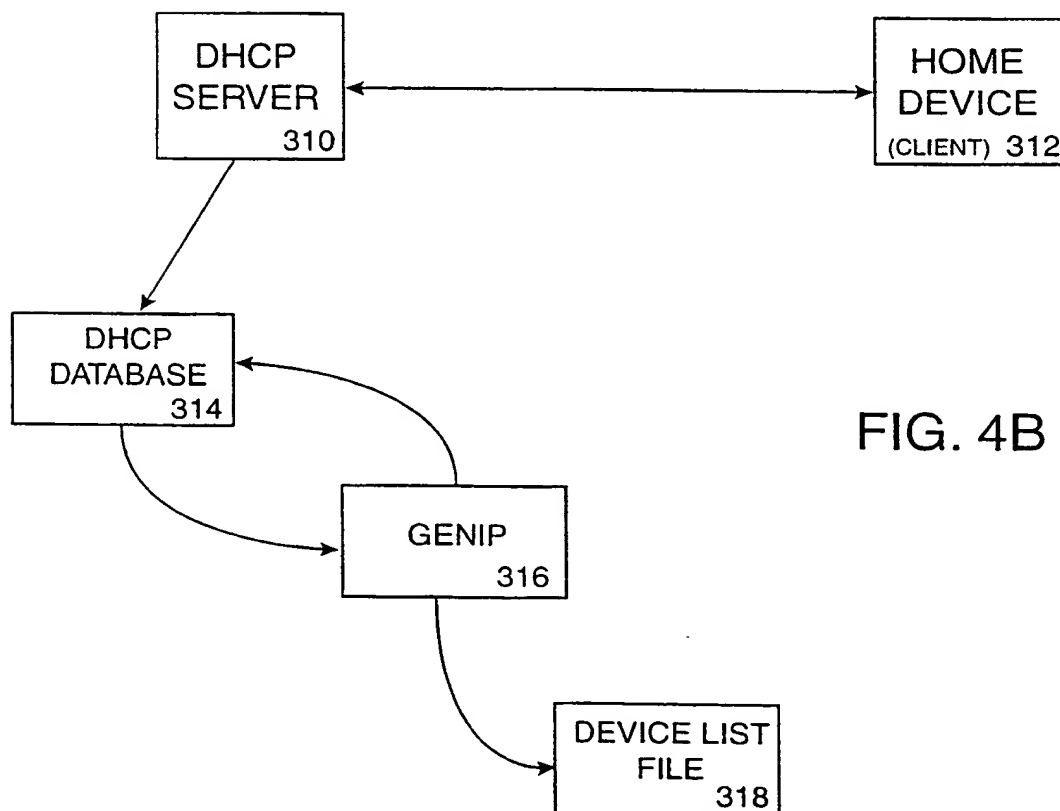 DHCP
SERVER
310
HOME
DEVICE
(CLIENT) 312
DHCP
DATABASE
314
FIG. 4B
GENIP
316
DEVICE LIST
FILE
318